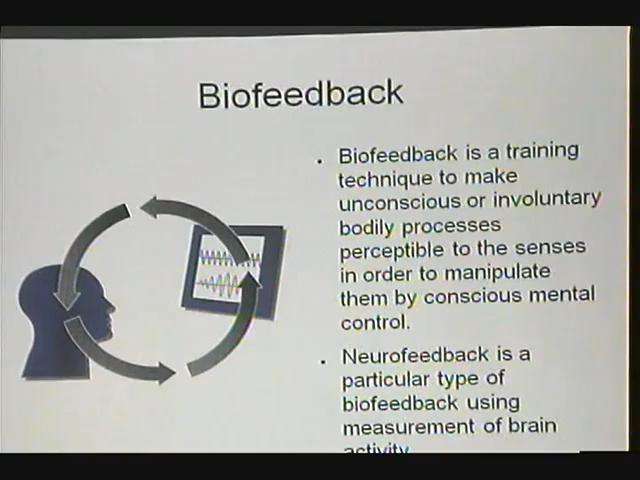 Biofeedback
Biofeedback is a training
technique to make
unconscious or involuntary
bodily processes
perceptible to the senses
in order to manipulate
them by conscious mental
control.
Neurofeedback is a
particular type of
biofeedback using
measurement of brain
activity